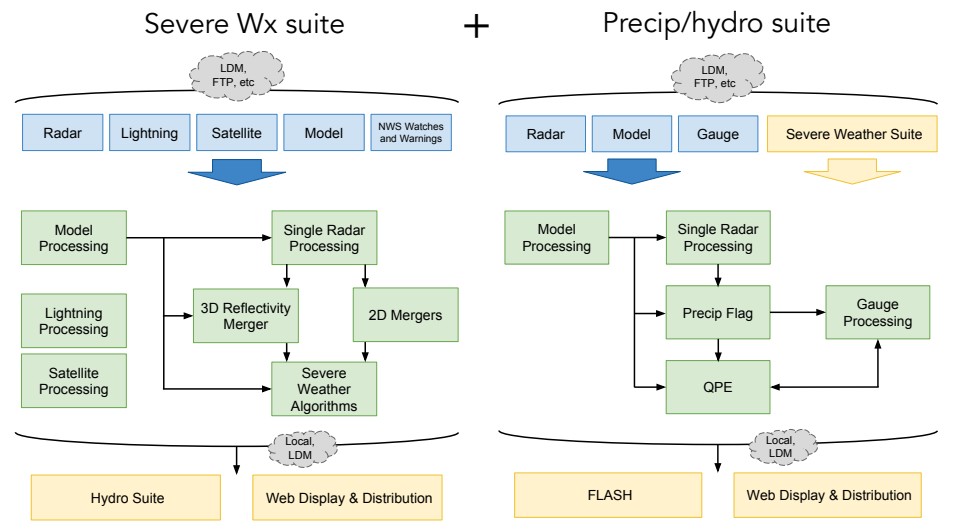 Severe Wx suite
+
Precip/hydro suite
LDM,
FTP, etc
Radar
Lightning
Satellite
Model
NWS Watches
and Warnings
Model
Processing
Single Radar
Processing
Lightning
Processing
3D Reflectivity
Merger
2D Mergers
Satellite
Processing
Severe
Weather
Algorithms
Local,
LDM
Hydro Suite
Web Display & Distribution
LDM,
FTP, etc
Radar
Model
Gauge
Severe Weather Suite
Model
Processing
Single Radar
Processing
Precip Flag
Gauge
Processing
QPE
Local,
LDM
FLASH
Web Display & Distribution